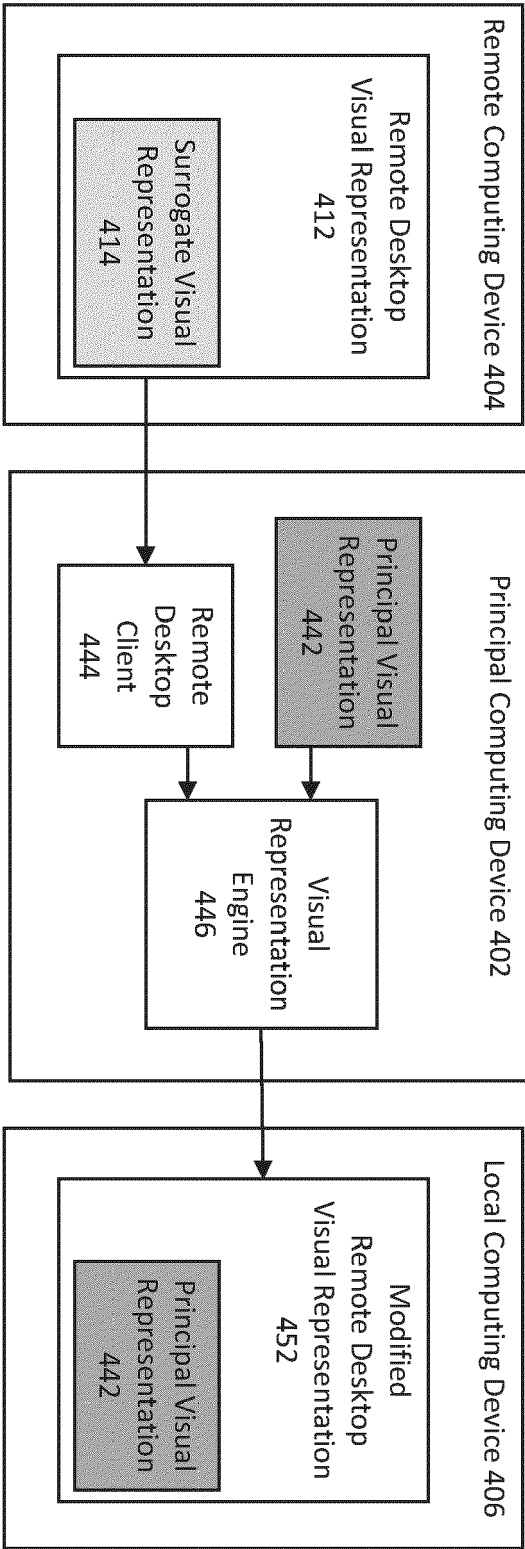 Remote Computing Device 404
Remote Desktop
Visual Representation
412
Surrogate Visual
Representation
414
Principal Computing Device 402
Principal Visual
Representation
442
Remote
Desktop
Client
444
Visual
Representation
Engine
446
Local Computing Device 406
Modified
Remote Desktop
Visual Representation
452
Principal Visual
Representation
442